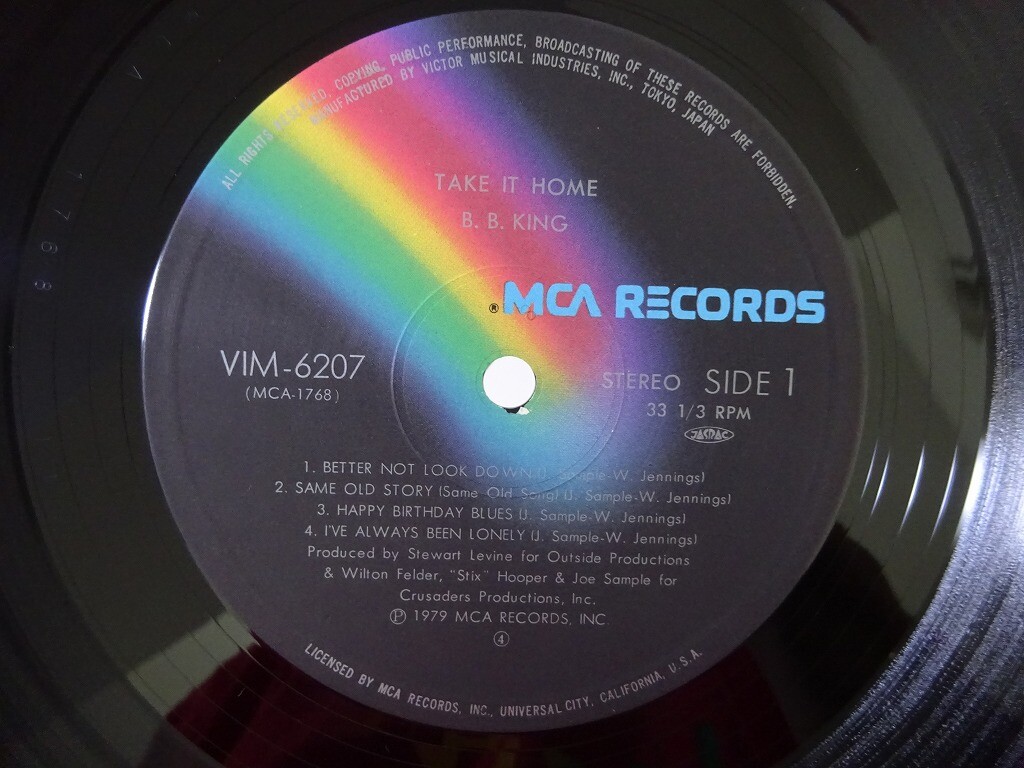 ALL RIGHTS RESERVED. COPYING, PUBLIC PERFORMANCE, BROADCASTING OF THESE RECORDS ARE FORBIDDEN.
MANUFACTURED BY VICTOR MUSICAL INDUSTRIES, INC., TOKYO, JAPAN
TAKE IT HOME
B. B. KING
® MCA RECORDS
VIM-6207
(MCA-1768)
STEREO SIDE 1
33 1/3 RPM
JASRAC
1. BETTER NOT LOOK DOWN (J. Sample-W. Jennings)
2. SAME OLD STORY (Same Old Song) (J. Sample-W. Jennings)
3. HAPPY BIRTHDAY BLUES (J. Sample-W. Jennings)
4. I'VE ALWAYS BEEN LONELY (J. Sample-W. Jennings)
Produced by Stewart Levine for Outside Productions
& Wilton Felder, "Stix" Hooper & Joe Sample for
Crusaders Productions, Inc.
Ⓟ 1979 MCA RECORDS, INC
④
LICENSED BY MCA RECORDS, INC., UNIVERSAL CITY, CALIFORNIA, U.S.A.